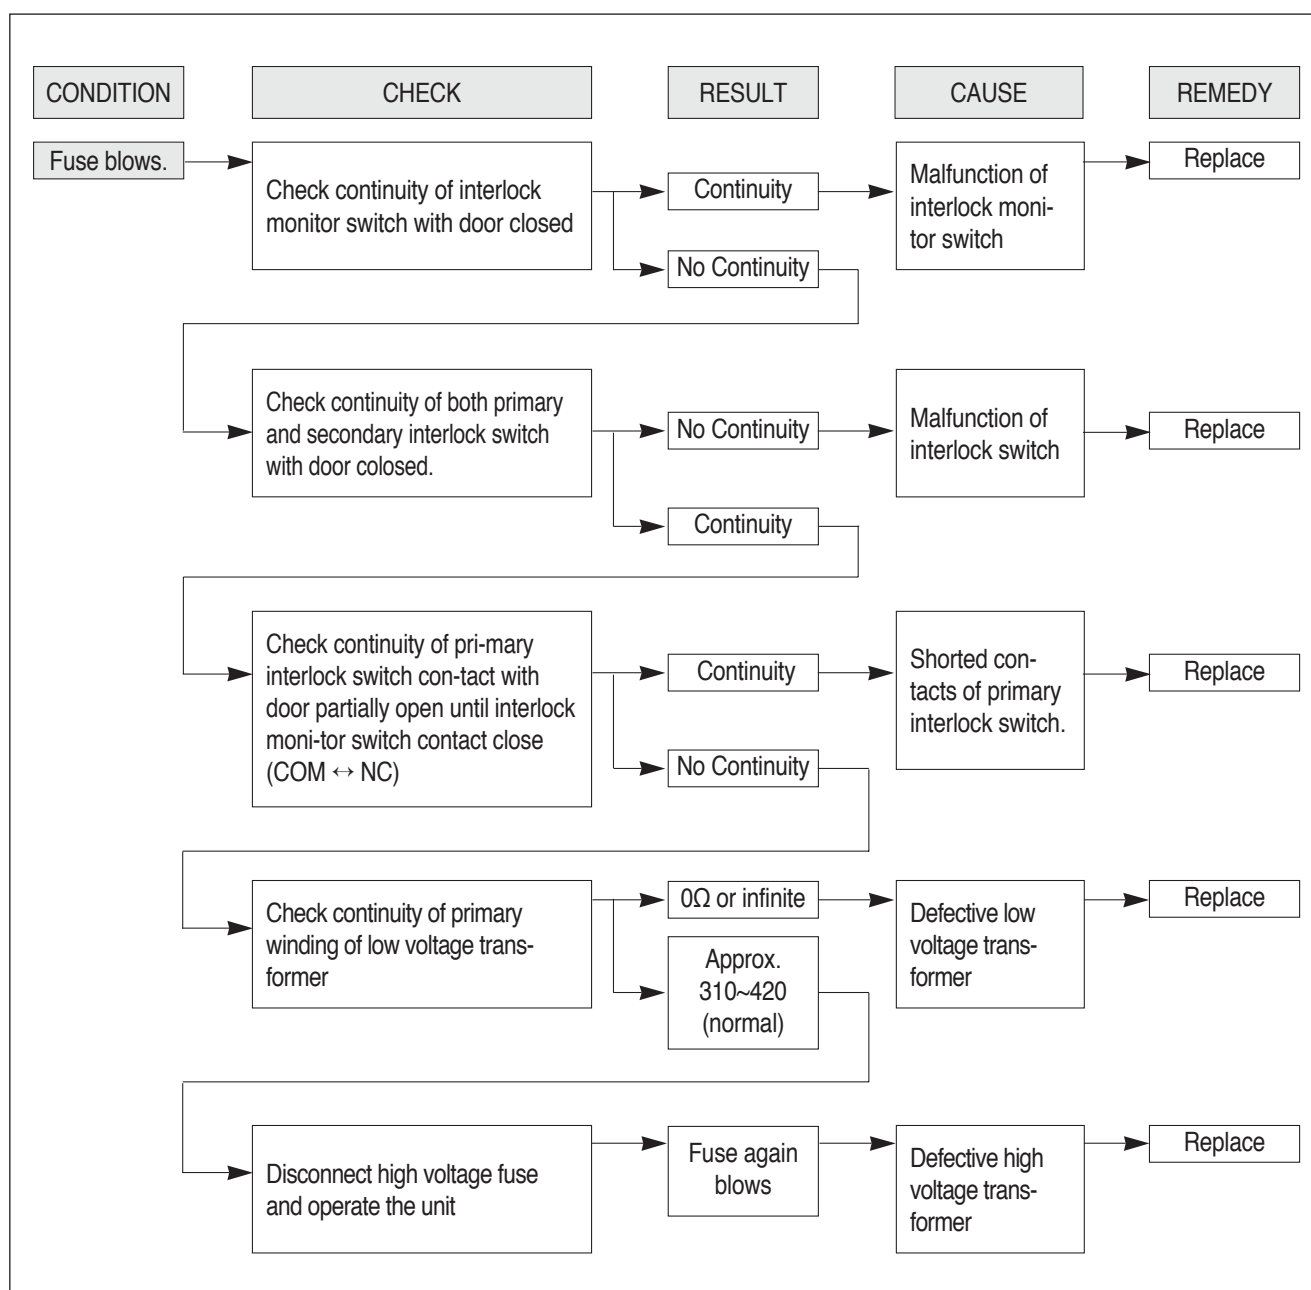 CONDITION
CHECK
RESULT
CAUSE
REMEDY
Fuse blows.
Check continuity of interlock
monitor switch with door closed
Continuity
No Continuity
Malfunction of
interlock moni-
tor switch
Replace
Check continuity of both primary
and secondary interlock switch
with door colosed.
No Continuity
Continuity
Malfunction of
interlock switch
Replace
Check continuity of pri-mary
interlock switch con-tact with
door partially open until interlock
moni-tor switch contact close
(COM ↔ NC)
Continuity
No Continuity
Shorted con-
tacts of primary
interlock switch.
Replace
Check continuity of primary
winding of low voltage trans-
former
0Ω or infinite
Approx.
310~420
(normal)
Defective low
voltage trans-
former
Replace
Disconnect high voltage fuse
and operate the unit
Fuse again
blows
Defective high
voltage trans-
former
Replace